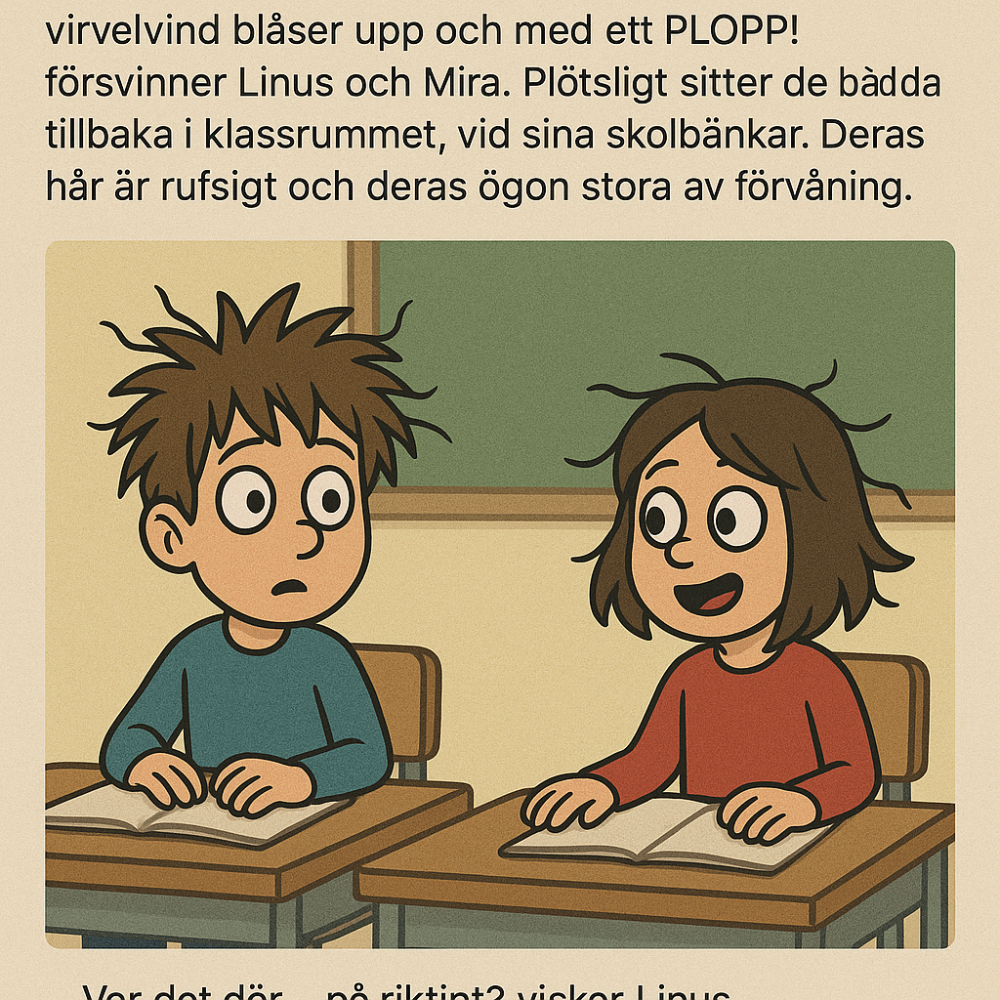 virvelvind blåser upp och med ett PLOPP!
försvinner Linus och Mira. Plötsligt sitter de bàdda
tillbaka i klassrummet, vid sina skolbänkar. Deras
hår är rufsigt och deras ögon stora av förvåning.
Var det där på riktint? viskar Linus